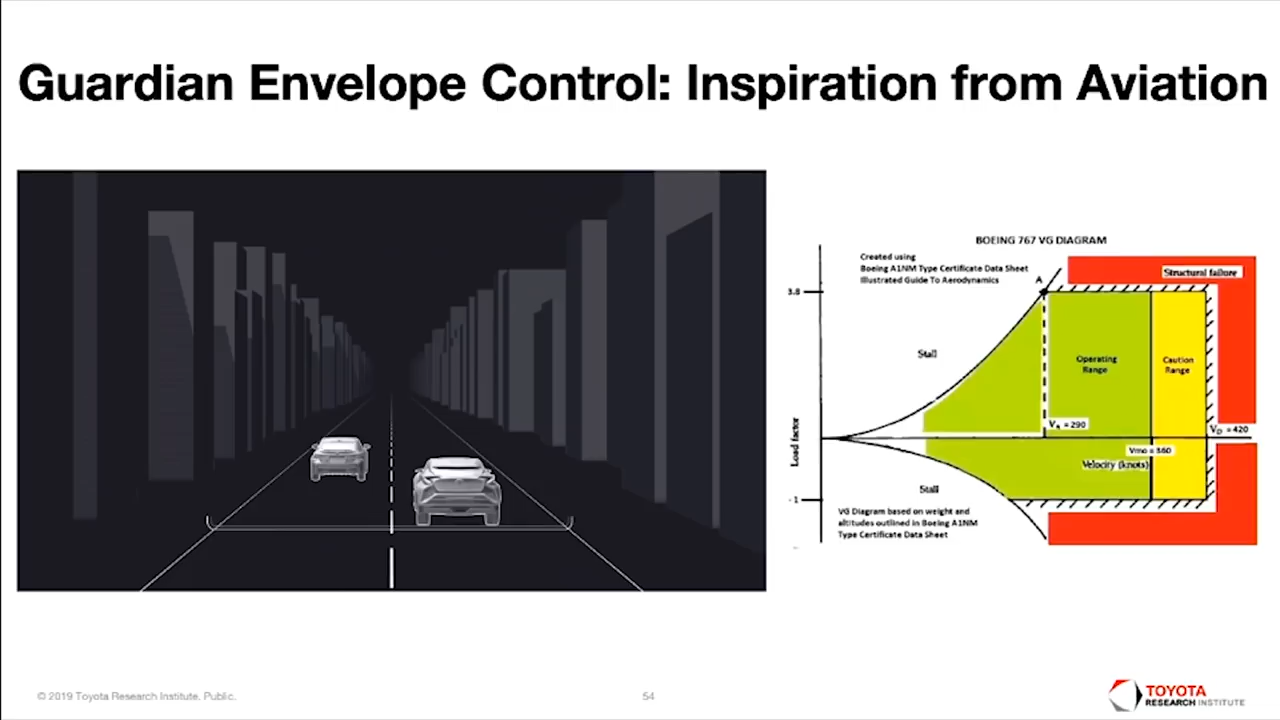 Guardian Envelope Control: Inspiration from Aviation
BOEING 767 VG DIAGRAM
Created using
Boeing A1NM Type Certificate Data Sheet
Illustrated Guide To Aerodynamics
A
Structural failure
3.8
Stall
Operating
Range
Caution
Range
Load factor
VA = 290
VD = 420
Vmo = 360
Velocity (knots)
Stall
-1
VG Diagram based on weight and
altitudes outlined in Boeing A1NM
Type Certificate Data Sheet
© 2019 Toyota Research Institute. Public.
54
TOYOTA
RESEARCH INSTITUTE